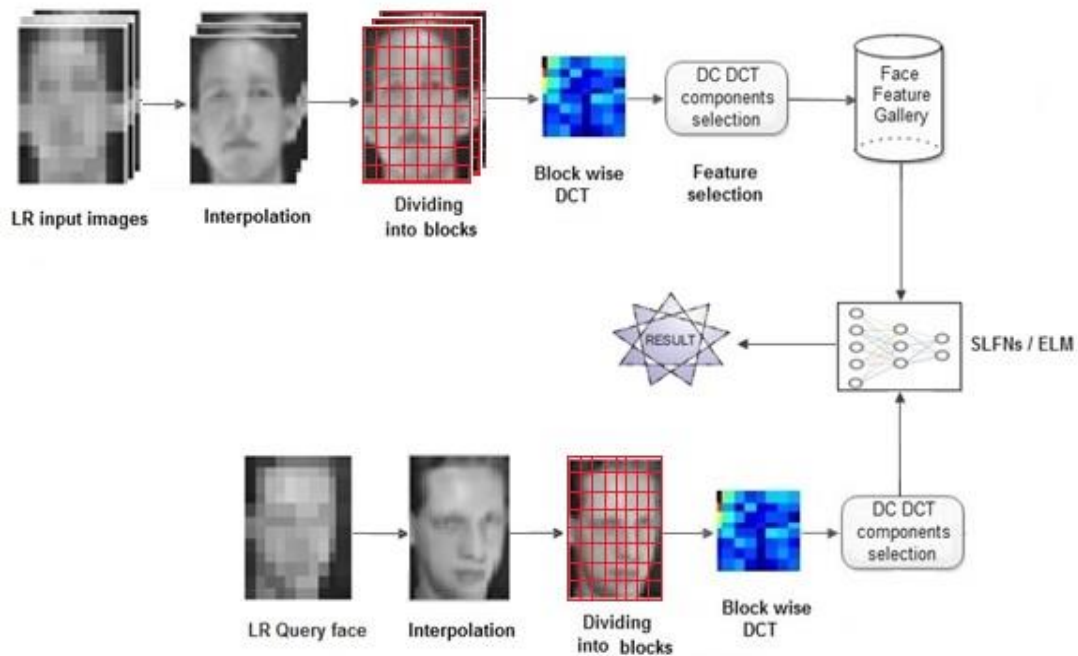 LR input images
Interpolation
Dividing
into blocks
Block wise
DCT
DC DCT
components
selection
Feature
selection
Face
Feature
Gallery
SLFNs / ELM
RESULT
LR Query face
Interpolation
Dividing
into blocks
Block wise
DCT
DC DCT
components
selection